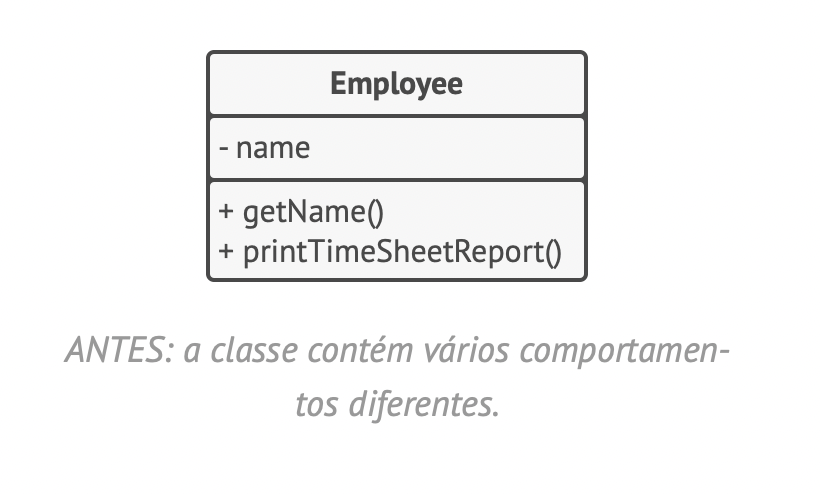 Employee
- name
+ getName()
+ printTimeSheetReport()
ANTES: a classe contém vários comportamen-
tos diferentes.